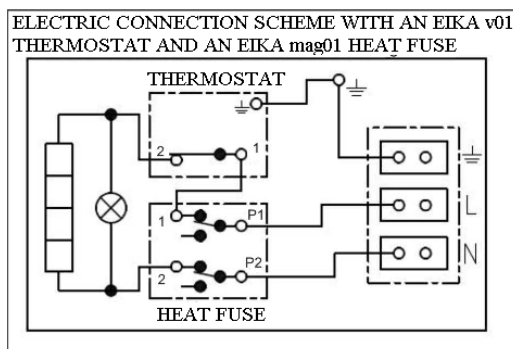 ELECTRIC CONNECTION SCHEME WITH AN EIKA v01
THERMOSTAT AND AN EIKA mag01 HEAT FUSE
THERMOSTAT
2 1
1 P1 L
2 P2 N
HEAT FUSE